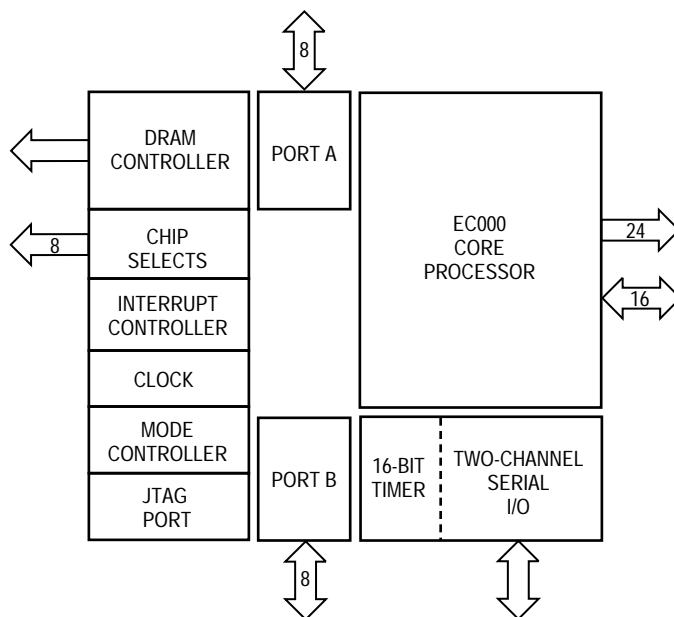 8
DRAM
CONTROLLER
PORT A
8
CHIP
SELECTS
EC000
CORE
PROCESSOR
24
16
INTERRUPT
CONTROLLER
CLOCK
MODE
CONTROLLER
JTAG
PORT
PORT B
16-BIT
TIMER
TWO-CHANNEL
SERIAL
I/O
8